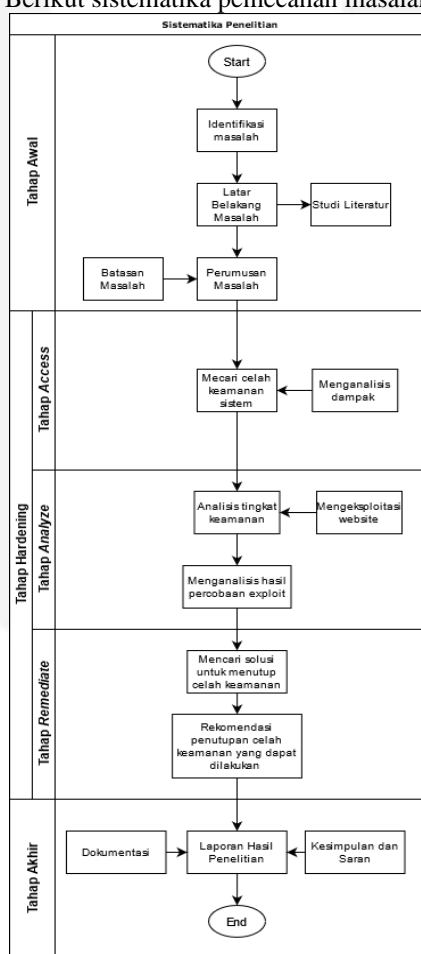 Berikut sistematika pemecahan masalah
Sistematika Penelitian
Tahap Awal
Start
Identifikasi
masalah
Latar
Belakang
Masalah
Studi Literatur
Batasan
Masalah
Perumusan
Masalah
Tahap Hardening
Tahap Access
Mecari celah
keamanan
sistem
Menganalisis
dampak
Tahap Analyze
Analisis tingkat
keamanan
Mengeksploitasi
website
Menganalisis hasil
percobaan exploit
Tahap Remediate
Mencari solusi
untuk menutup
celah keamanan
Rekomendasi
penutupan celah
keamanan yang dapat
dilakukan
Tahap Akhir
Dokumentasi
Laporan Hasil
Penelitian
Kesimpulan dan
Saran
End